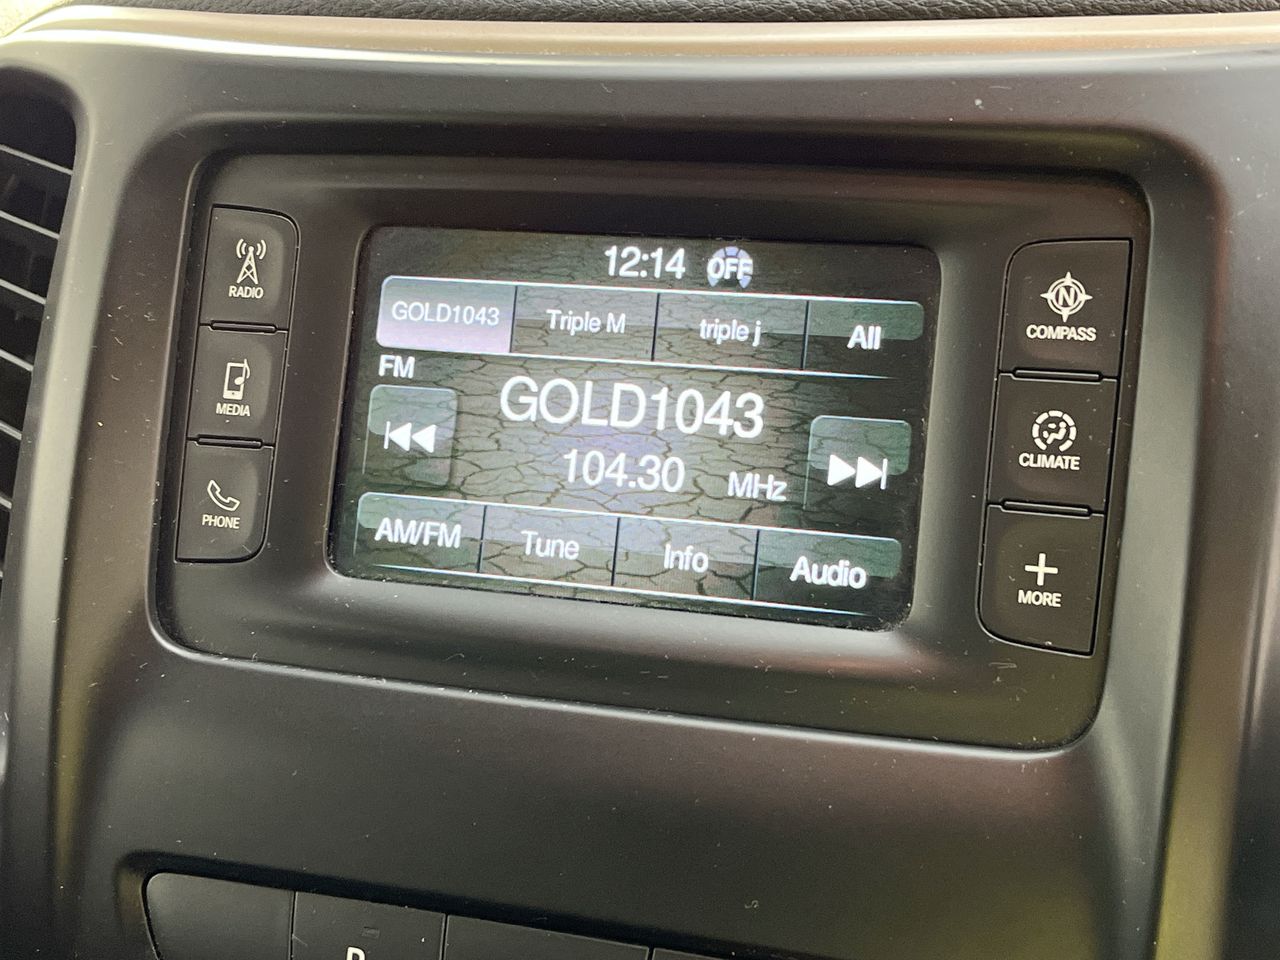 12:14 OFF
GOLD1043 Triple M triple j All
FM
GOLD1043
104.30 MHz
AM/FM Tune Info Audio
RADIO
MEDIA
PHONE
N
COMPASS
CLIMATE
MORE